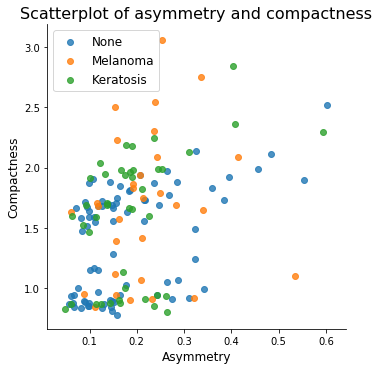 Scatterplot of asymmetry and compactness
None
Melanoma
Keratosis
3.0
2.5
2.0
1.5
1.0
Compactness
0.1 0.2 0.3 0.4 0.5 0.6
Asymmetry